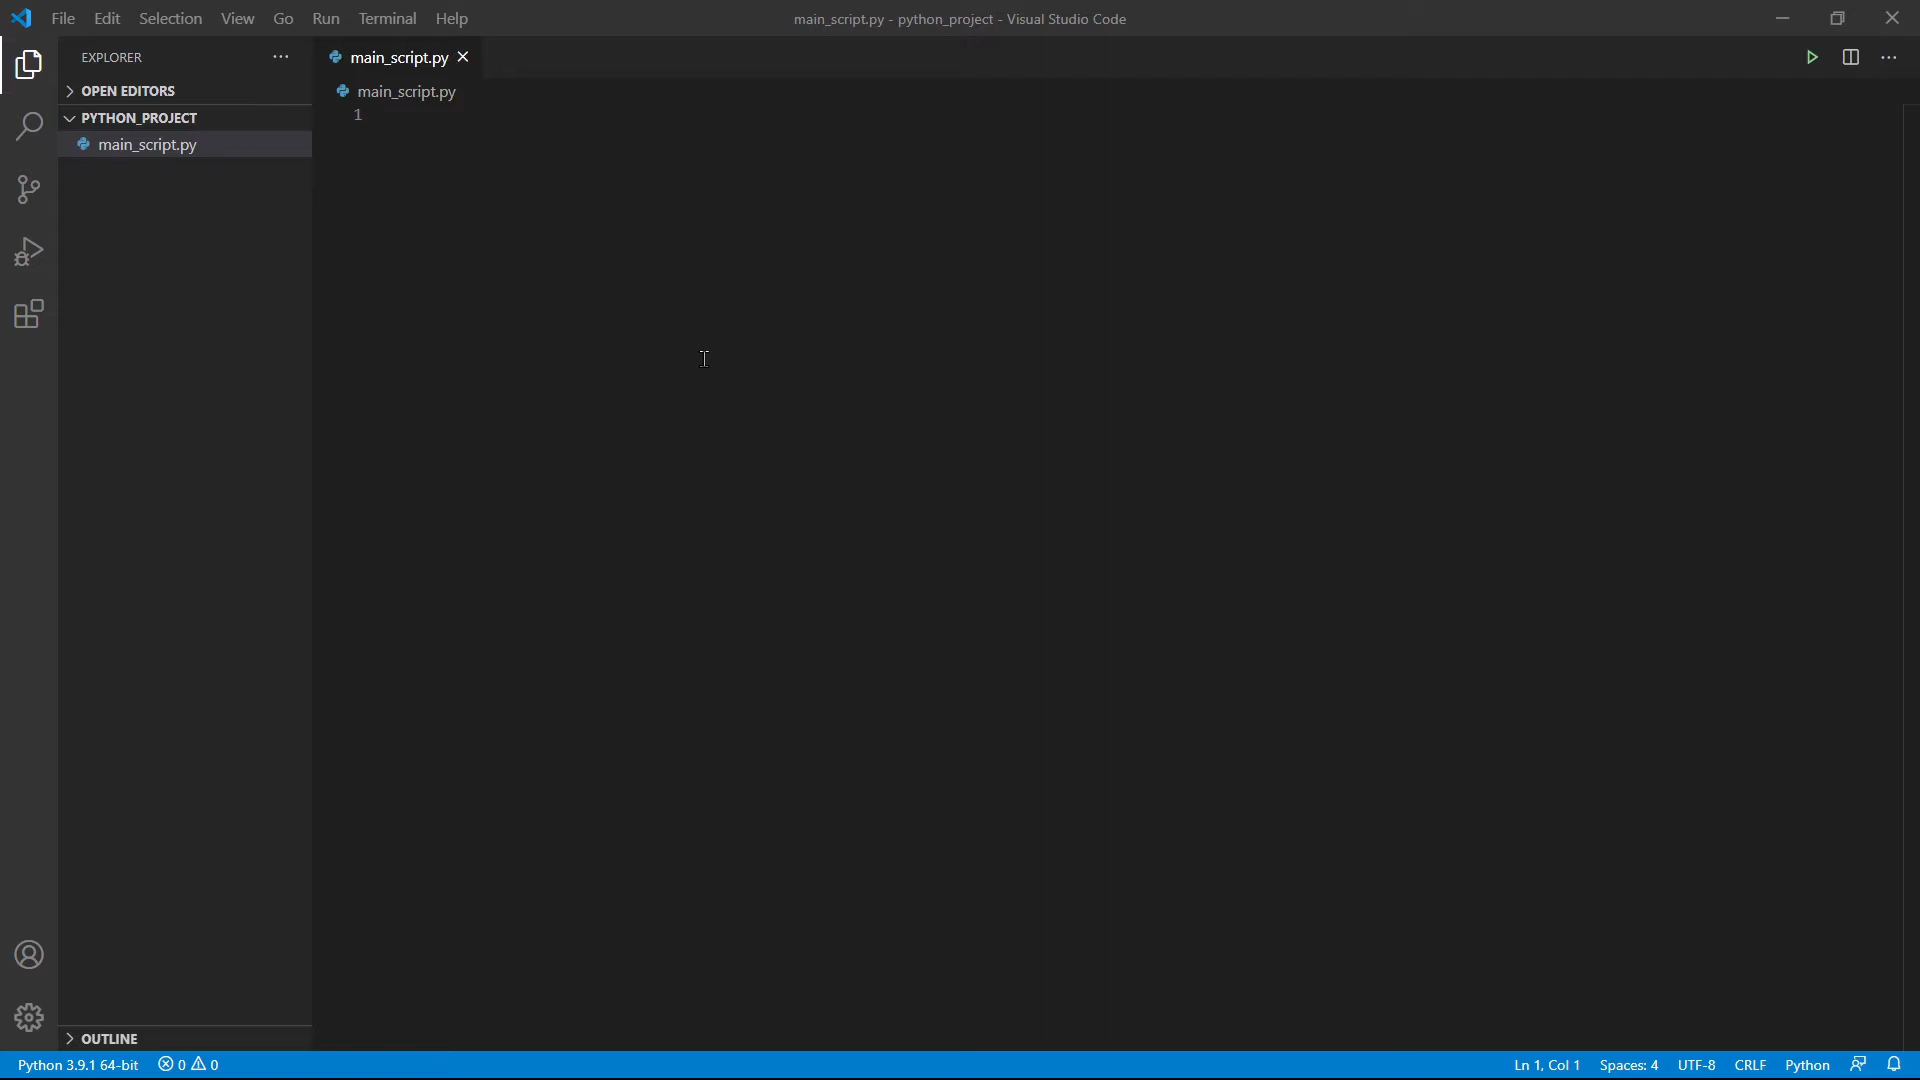 File Edit Selection View Go Run Terminal Help
main_script.py - python_project - Visual Studio Code
EXPLORER
OPEN EDITORS
PYTHON_PROJECT
main_script.py
OUTLINE
main_script.py
main_script.py
1
Python 3.9.1 64-bit
0 0
Ln 1, Col 1
Spaces: 4
UTF-8
CRLF
Python